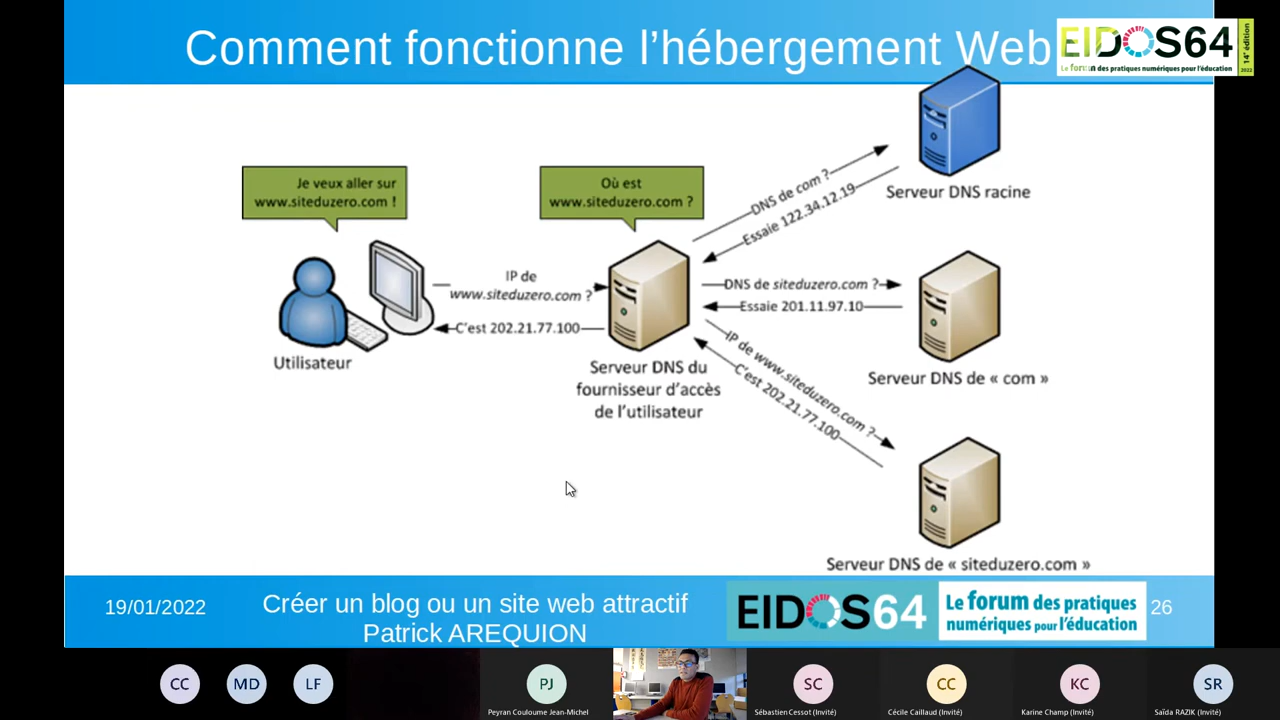 Comment fonctionne l'hébergement Web
EIDOS64
Le forum des pratiques numériques pour l'éducation
14e édition
2022
Je veux aller sur
www.siteduzero.com !
Où est
www.siteduzero.com ?
DNS de com ?
Essaie 122.34.12.19
Serveur DNS racine
IP de
www.siteduzero.com ?
C'est 202.21.77.100
DNS de siteduzero.com ?
Essaie 201.11.97.10
Utilisateur
Serveur DNS du
fournisseur d'accès
de l'utilisateur
IP de www.siteduzero.com ?
C'est 202.21.77.100
Serveur DNS de « com »
Serveur DNS de « siteduzero.com »
19/01/2022
Créer un blog ou un site web attractif
Patrick AREQUION
EIDOS64
Le forum des pratiques
numériques pour l'éducation
26
CC
MD
LF
PJ
SC
CC
KC
SR
Peyran Couloume Jean-Michel
Sébastien Cessot (Invité)
Cécile Caillaud (Invité)
Karine Champ (Invité)
Saïda RAZIK (Invité)